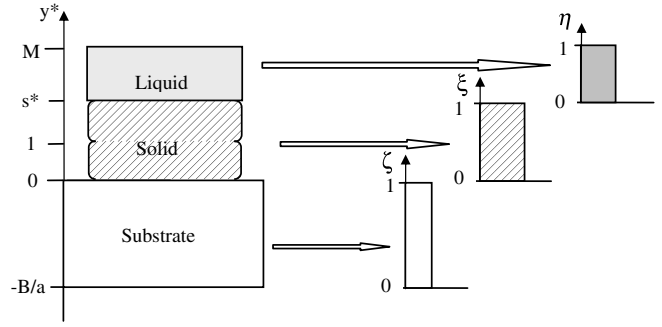 y*
η
M
1
Liquid
ξ
s*
1
0
1
Solid
ζ
0
0
1
Substrate
-B/a
0